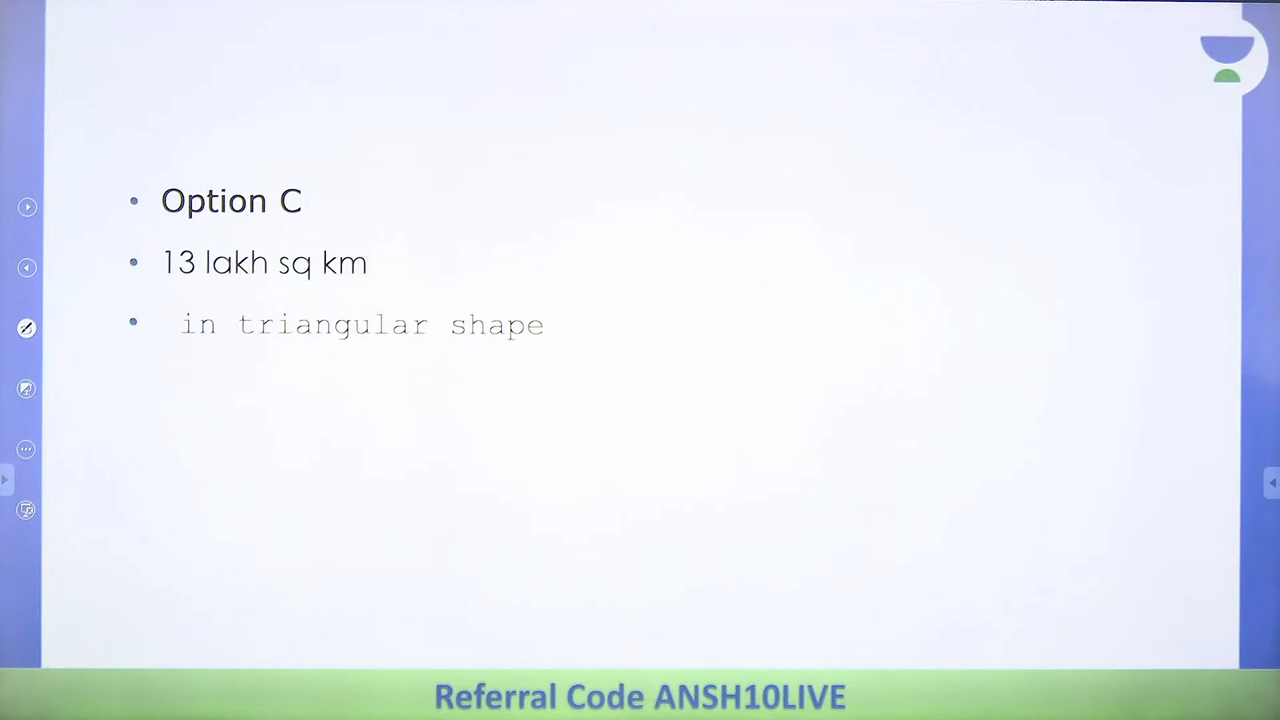 Option C
13 lakh sq km
in triangular shape
Referral Code ANSH10LIVE